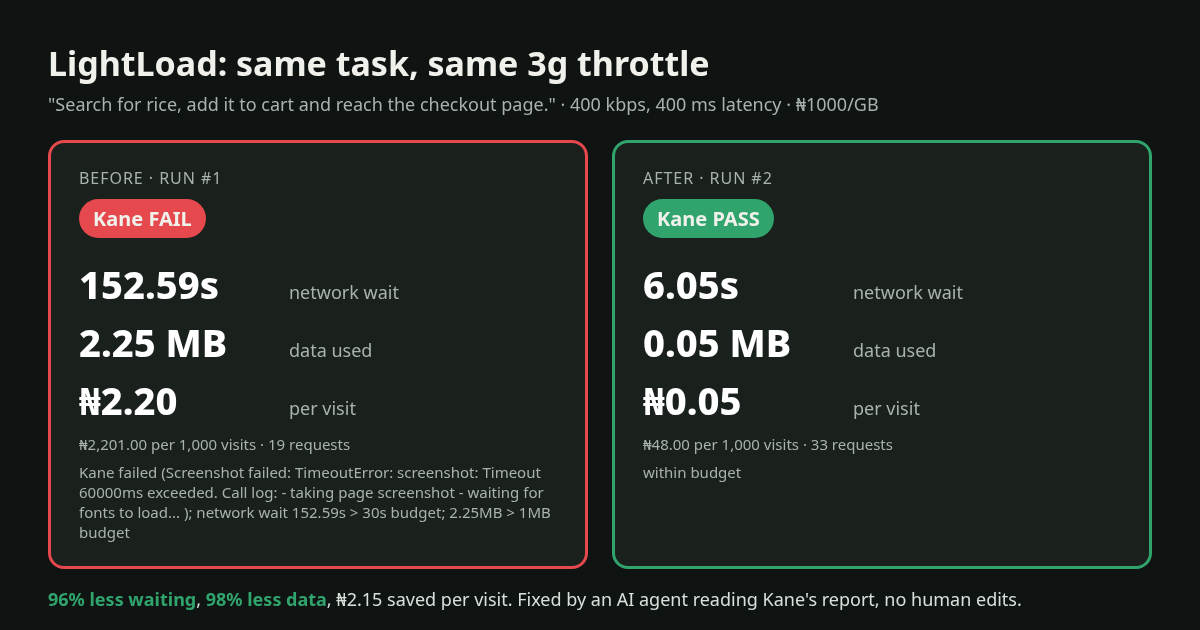 LightLoad: same task, same 3g throttle
"Search for rice, add it to cart and reach the checkout page." · 400 kbps, 400 ms latency · ₦1000/GB
BEFORE · RUN #1
Kane FAIL
152.59s network wait
2.25 MB data used
₦2.20 per visit
₦2,201.00 per 1,000 visits · 19 requests
Kane failed (Screenshot failed: TimeoutError: screenshot: Timeout
60000ms exceeded. Call log: - taking page screenshot - waiting for
fonts to load... ); network wait 152.59s > 30s budget; 2.25MB > 1MB
budget
AFTER · RUN #2
Kane PASS
6.05s network wait
0.05 MB data used
₦0.05 per visit
₦48.00 per 1,000 visits · 33 requests
within budget
96% less waiting, 98% less data, ₦2.15 saved per visit. Fixed by an AI agent reading Kane's report, no human edits.